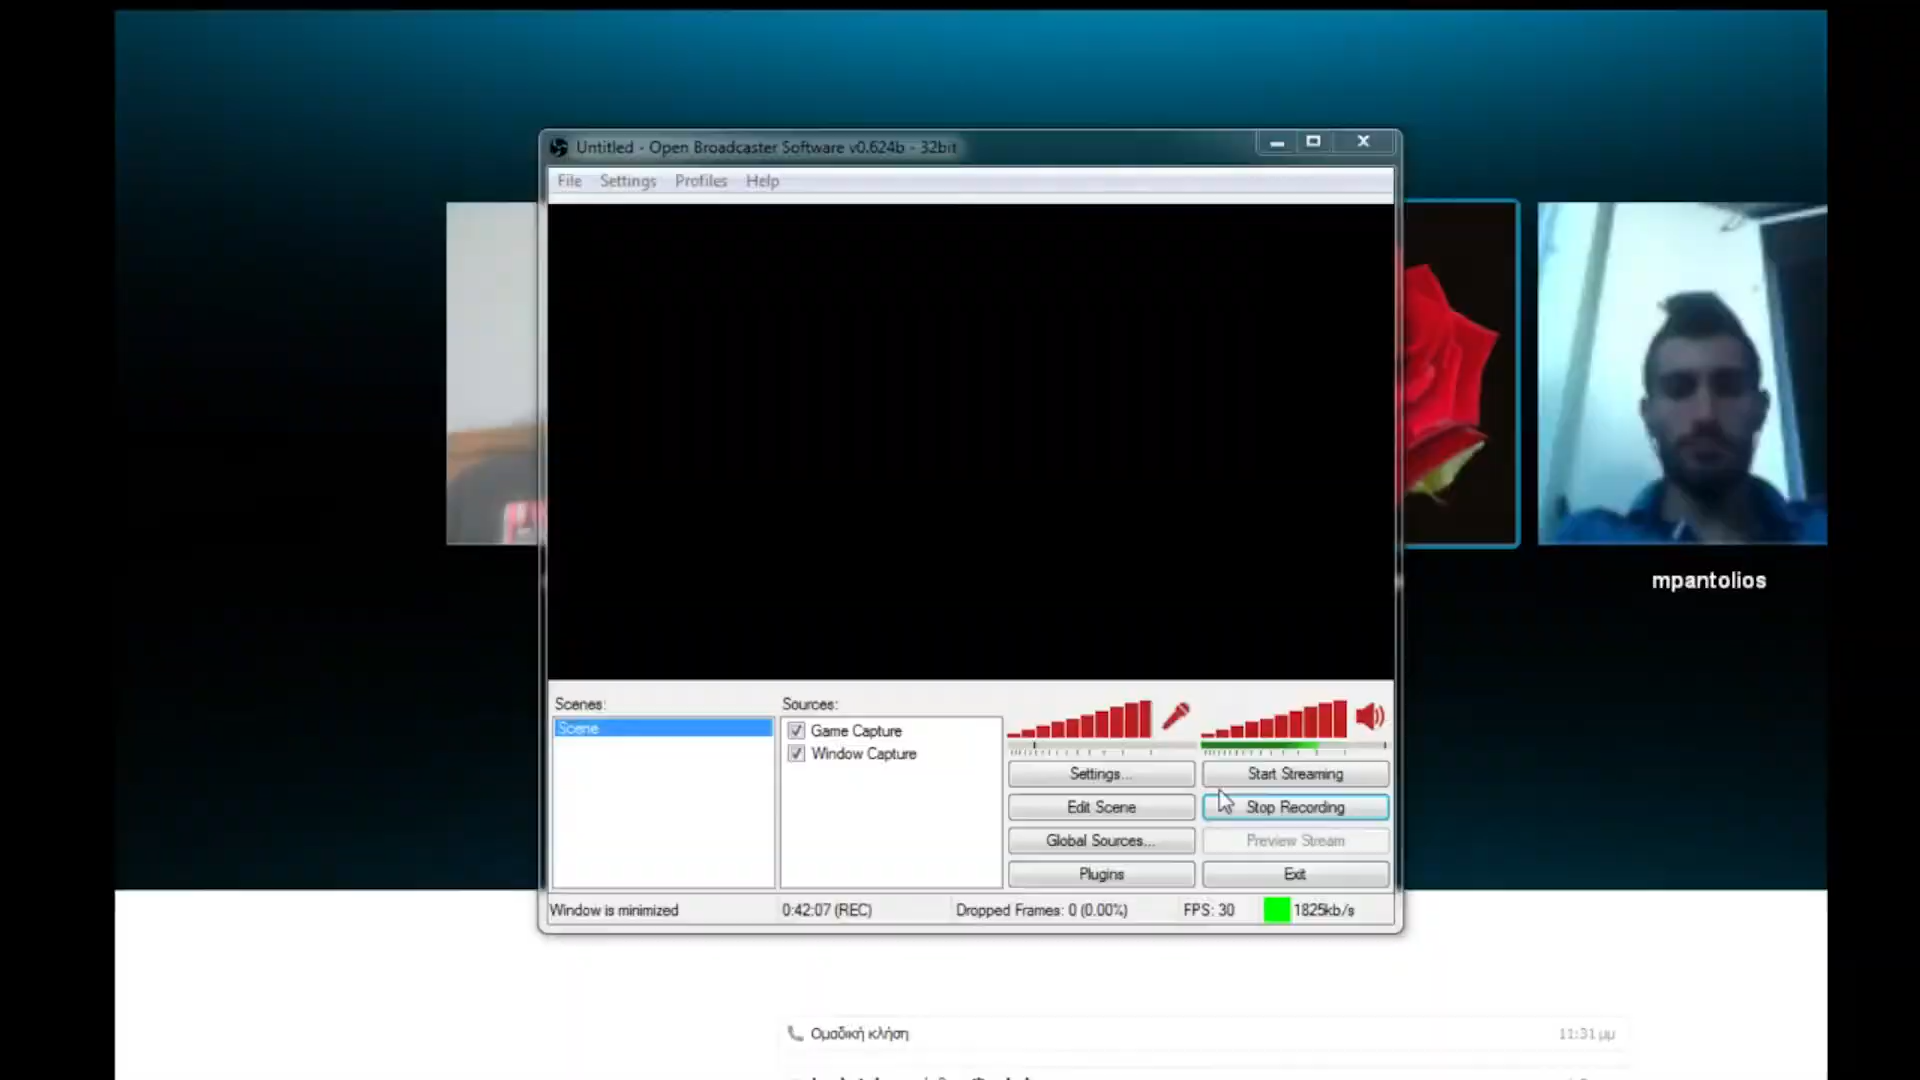 Untitled - Open Broadcaster Software v0.624b - 32bit
File Settings Profiles Help
mpantolios
Scenes:
Scene
Sources:
Game Capture
Window Capture
Settings...
Start Streaming
Edit Scene
Stop Recording
Global Sources...
Preview Stream
Plugins
Exit
Window is minimized 0:42:07 (REC) Dropped Frames: 0 (0.00%) FPS: 30 1825kb/s
Ομαδική κλήση 11:31 μμ